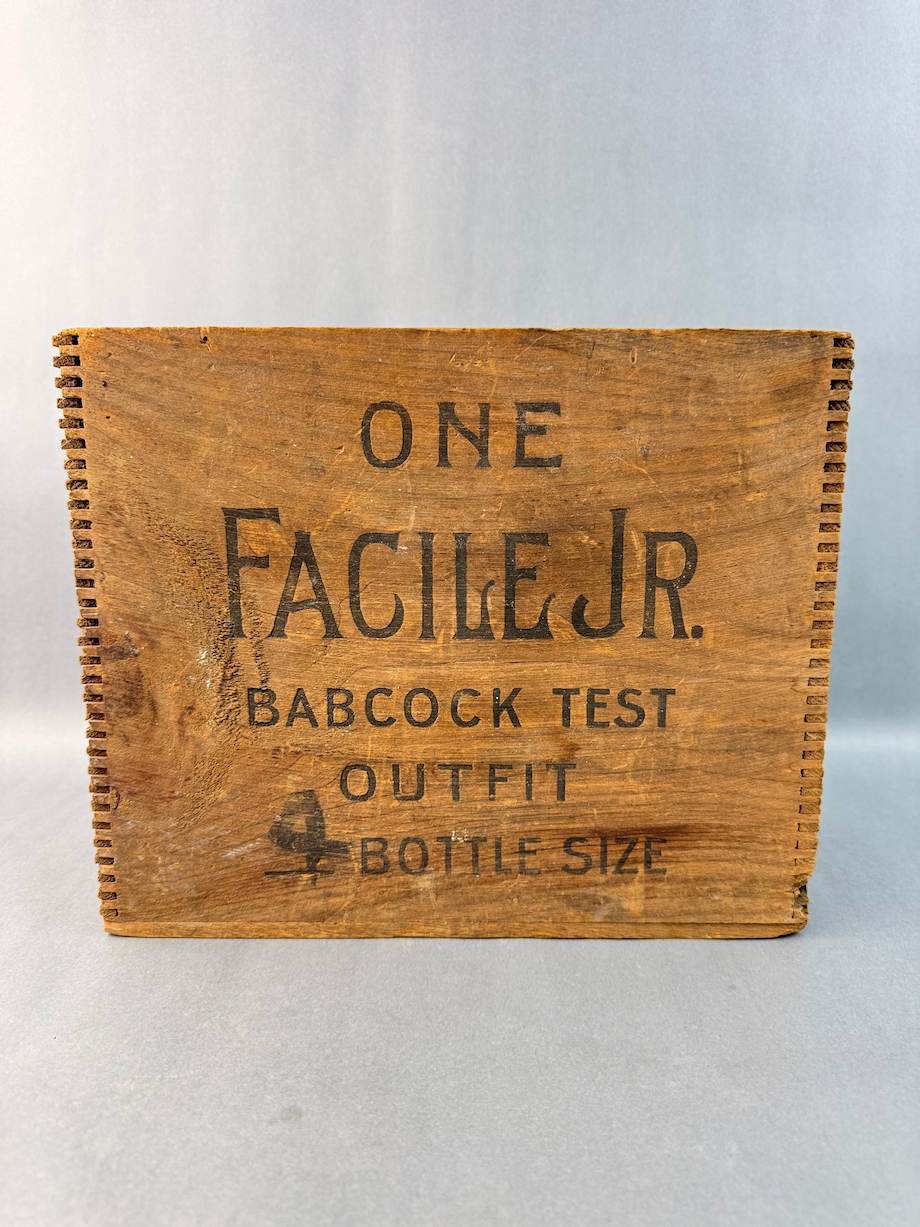 ONE
FACILE JR.
BABCOCK TEST
OUTFIT
4 BOTTLE SIZE